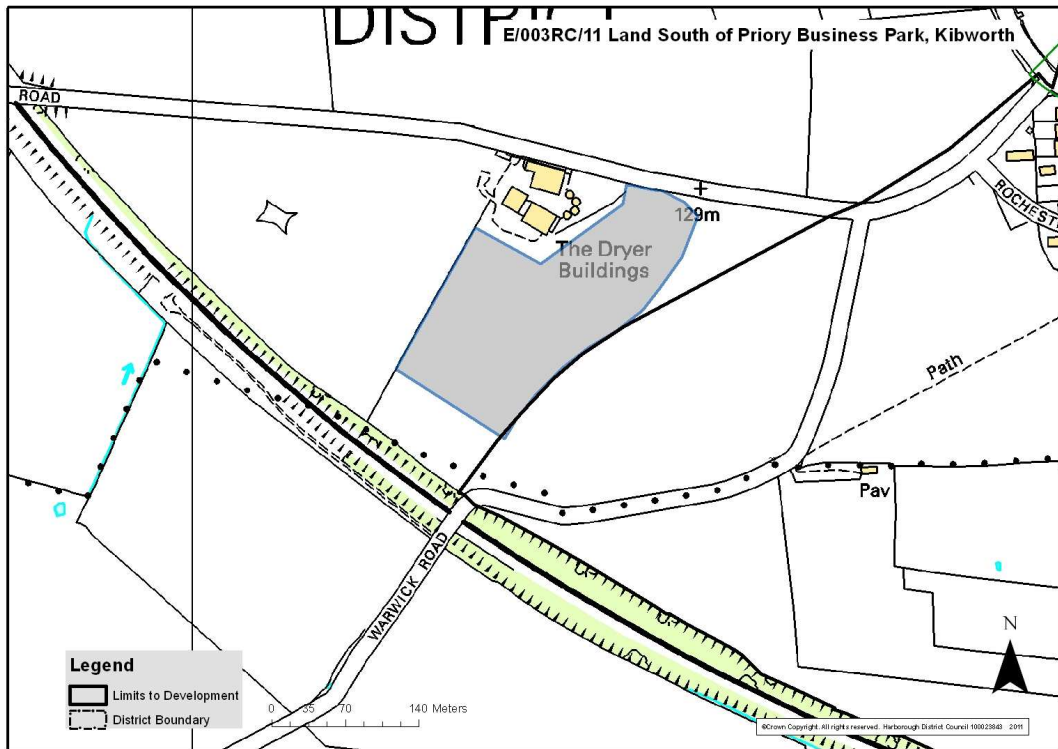 DISTRI
E/003RC/11 Land South of Priory Business Park, Kibworth
ROAD
129m
The Dryer
Buildings
ROCHEST
Path
Pav
WARWICK ROAD
N
Legend
Limits to Development
District Boundary
0 35 70 140 Meters
©Crown Copyright. All rights reserved. Harborough District Council 100023843 2011